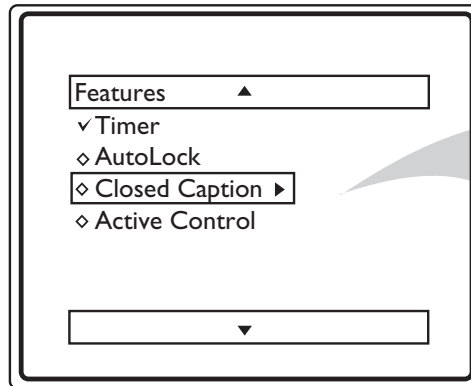 Features ▲
✓ Timer
◇ AutoLock
◇ Closed Caption ▶
◇ Active Control
▼